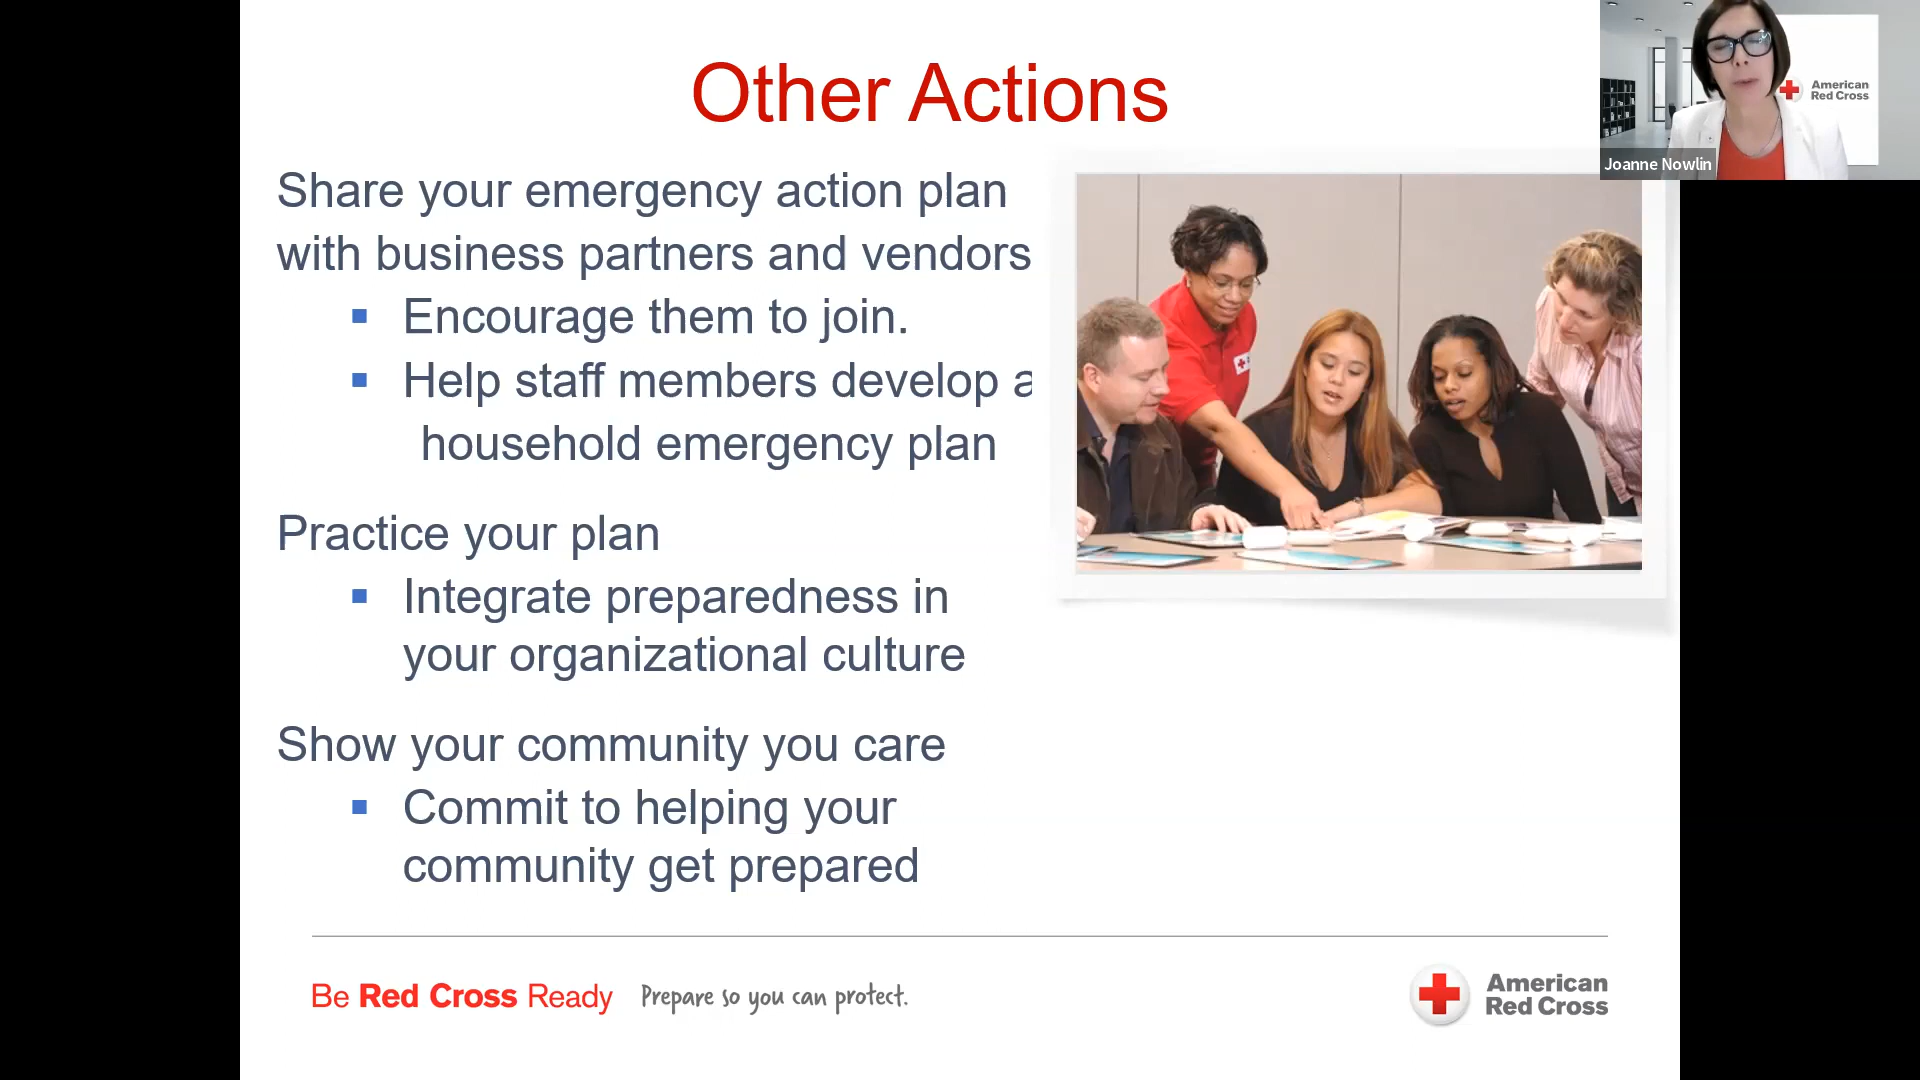 Other Actions
American
Red Cross
Joanne Nowlin
Share your emergency action plan
with business partners and vendors
Encourage them to join.
Help staff members develop a
household emergency plan
Practice your plan
Integrate preparedness in
your organizational culture
Show your community you care
Commit to helping your
community get prepared
Be Red Cross Ready
Prepare so you can protect.
American
Red Cross